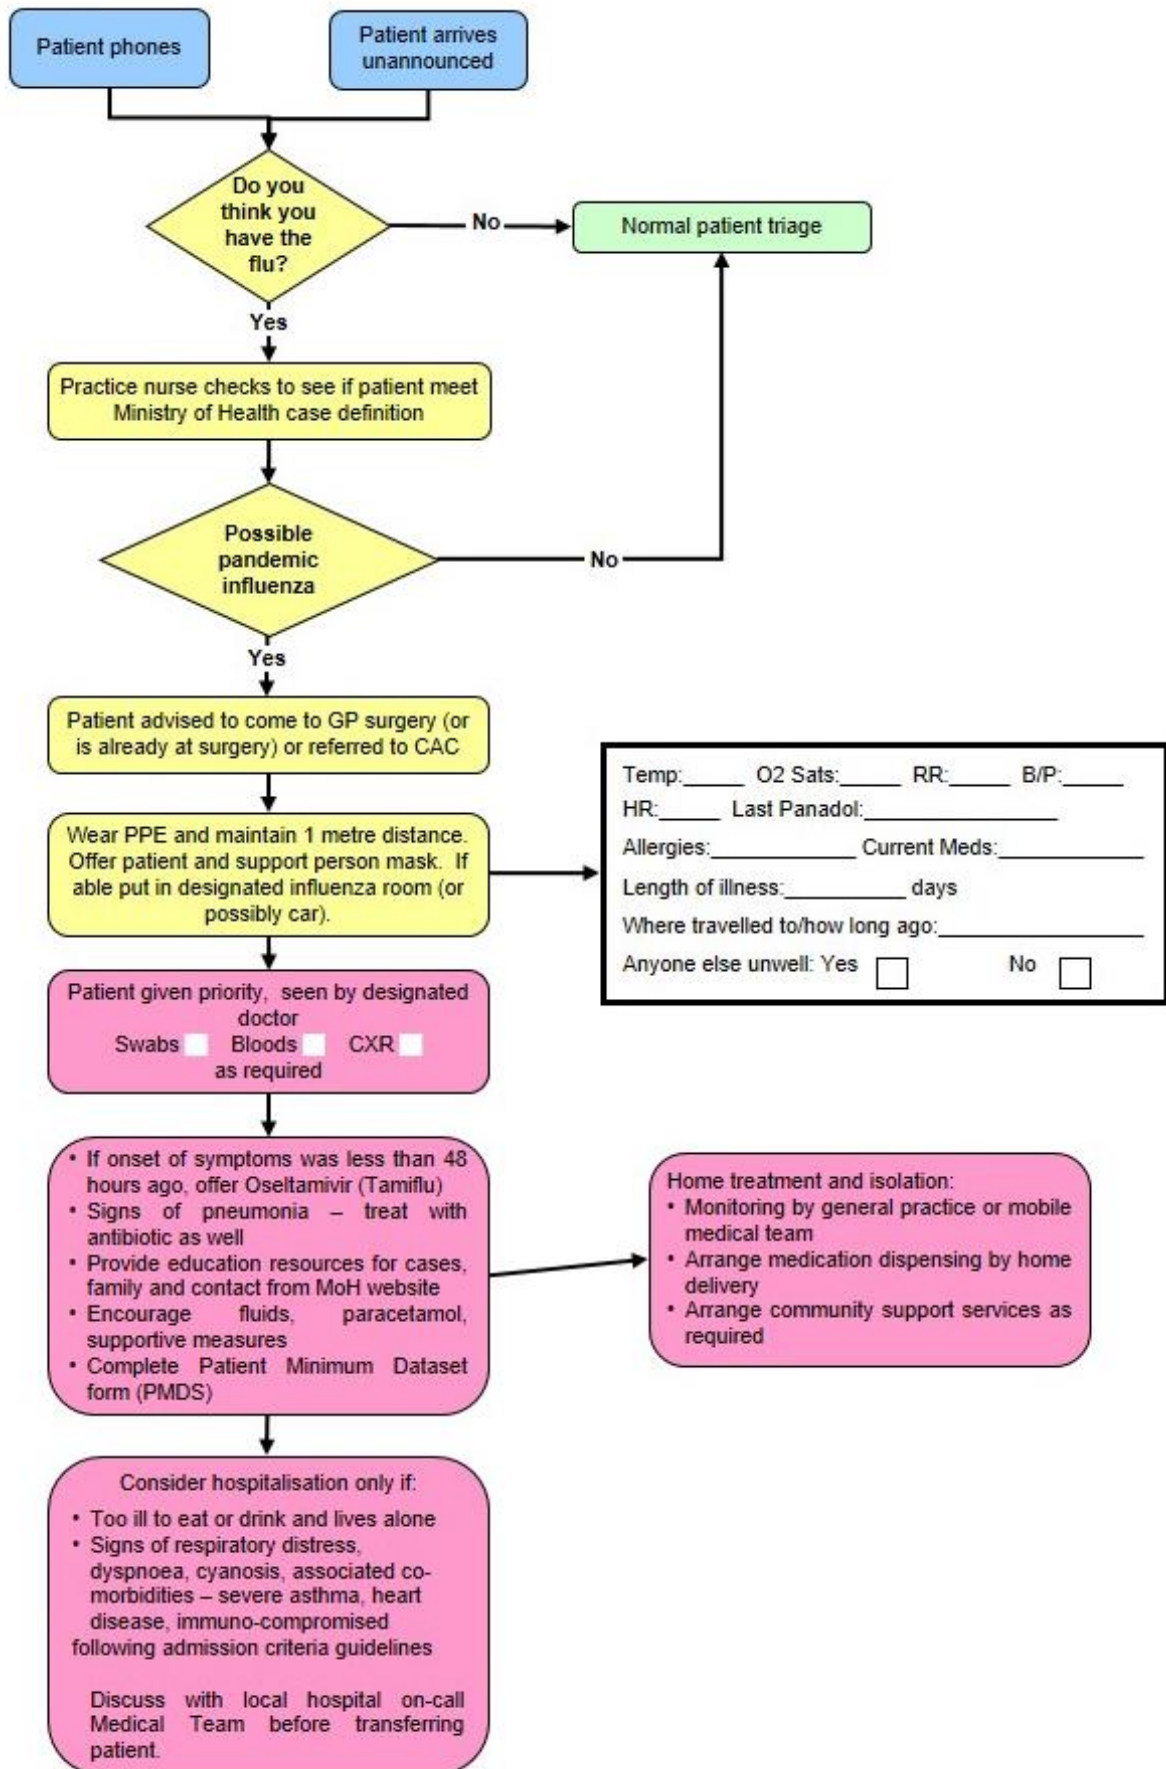 Patient phones
Patient arrives
unannounced
Do you
think you
have the
flu?
No
Normal patient triage
Yes
Practice nurse checks to see if patient meet
Ministry of Health case definition
Possible
pandemic
influenza
No
Yes
Patient advised to come to GP surgery (or
is already at surgery) or referred to CAC
Wear PPE and maintain 1 metre distance.
Offer patient and support person mask. If
able put in designated influenza room (or
possibly car).
Temp:_____ O2 Sats:_____ RR:_____ B/P:_____
HR:_____ Last Panadol:________________
Allergies:____________ Current Meds:____________
Length of illness:__________ days
Where travelled to/how long ago:_________________
Anyone else unwell: Yes ☐ No ☐
Patient given priority, seen by designated
doctor
Swabs ☐ Bloods ☐ CXR ☐
as required
• If onset of symptoms was less than 48
hours ago, offer Oseltamivir (Tamiflu)
• Signs of pneumonia – treat with
antibiotic as well
• Provide education resources for cases,
family and contact from MoH website
• Encourage fluids, paracetamol,
supportive measures
• Complete Patient Minimum Dataset
form (PMDS)
Home treatment and isolation:
• Monitoring by general practice or mobile
medical team
• Arrange medication dispensing by home
delivery
• Arrange community support services as
required
Consider hospitalisation only if:
• Too ill to eat or drink and lives alone
• Signs of respiratory distress,
dyspnoea, cyanosis, associated co-
morbidities – severe asthma, heart
disease, immuno-compromised
following admission criteria guidelines
Discuss with local hospital on-call
Medical Team before transferring
patient.